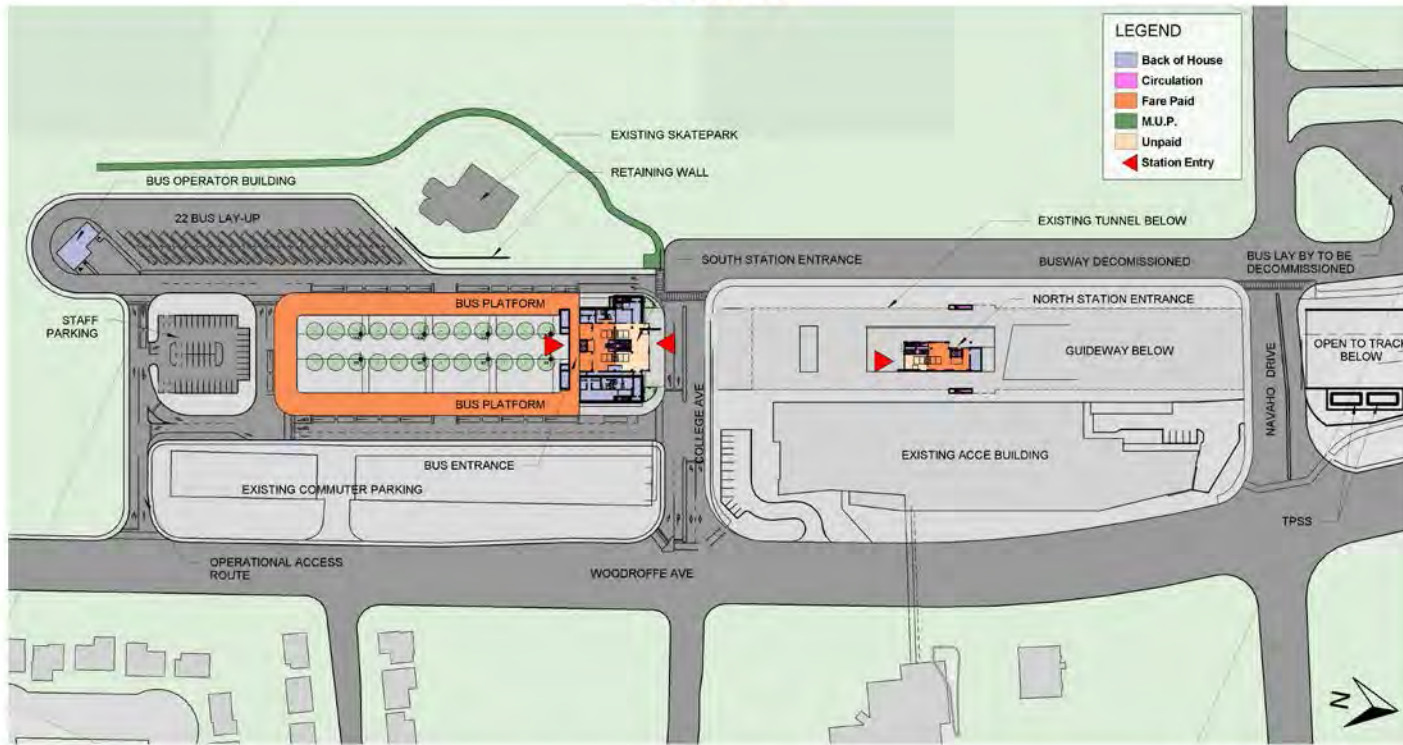 LEGEND
Back of House
Circulation
Fare Paid
M.U.P.
Unpaid
Station Entry
EXISTING SKATEPARK
RETAINING WALL
BUS OPERATOR BUILDING
22 BUS LAY-UP
EXISTING TUNNEL BELOW
SOUTH STATION ENTRANCE
BUSWAY DECOMISSIONED
BUS LAY BY TO BE
DECOMMISSIONED
NORTH STATION ENTRANCE
STAFF
PARKING
BUS PLATFORM
GUIDEWAY BELOW
OPEN TO TRACK
BELOW
BUS PLATFORM
COLLEGE AVE
NAVAHO DRIVE
BUS ENTRANCE
EXISTING ACCE BUILDING
EXISTING COMMUTER PARKING
TPSS
OPERATIONAL ACCESS
ROUTE
WOODROFFE AVE
N